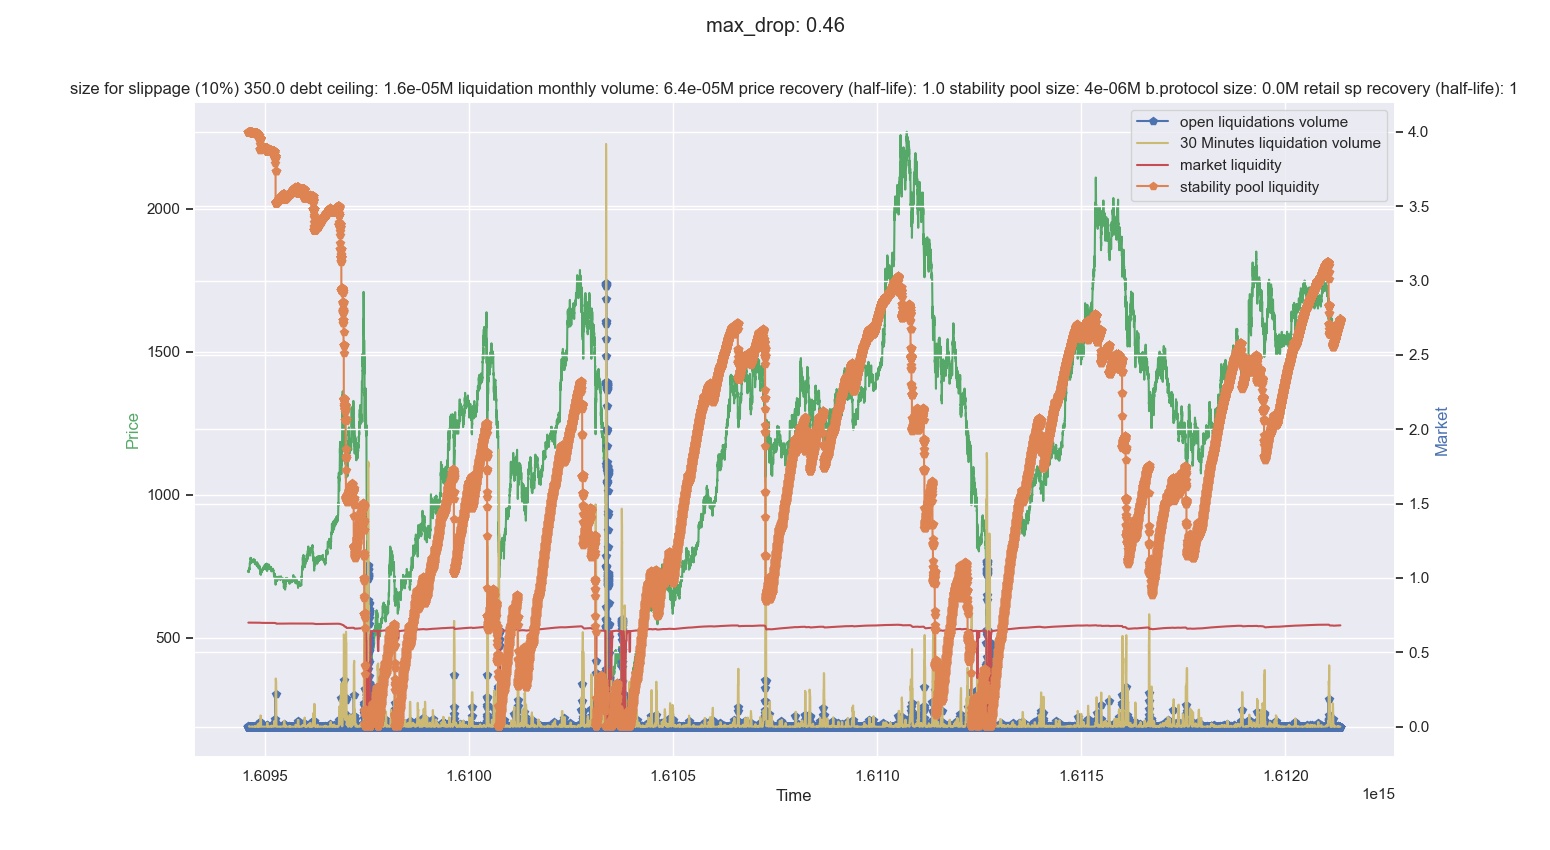 max_drop: 0.46
size for slippage (10%) 350.0 debt ceiling: 1.6e-05M liquidation monthly volume: 6.4e-05M price recovery (half-life): 1.0 stability pool size: 4e-06M b.protocol size: 0.0M retail sp recovery (half-life): 1
open liquidations volume
30 Minutes liquidation volume
market liquidity
stability pool liquidity
Price
2000
1500
1000
500
4.0
3.5
3.0
2.5
2.0
1.5
1.0
0.5
0.0
Market
1.6095 1.6100 1.6105 1.6110 1.6115 1.6120
Time
1e15